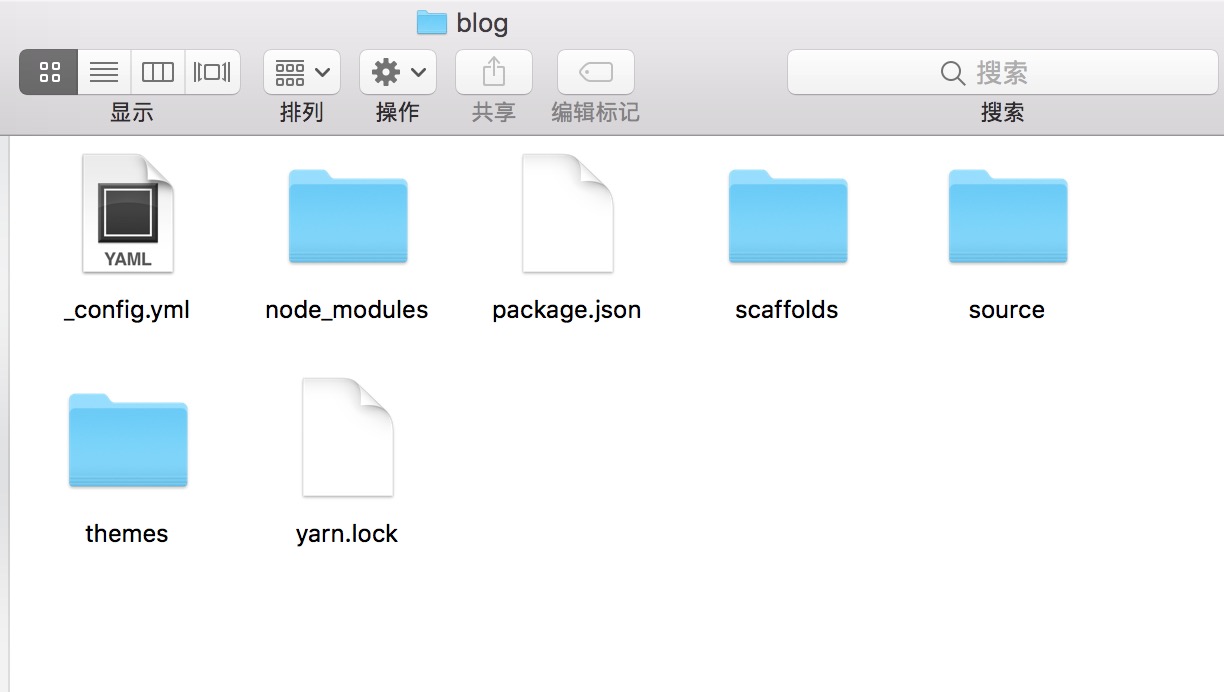 blog
搜索
显示 排列 操作 共享 编辑标记 搜索
YAML
_config.yml node_modules package.json scaffolds source
themes yarn.lock